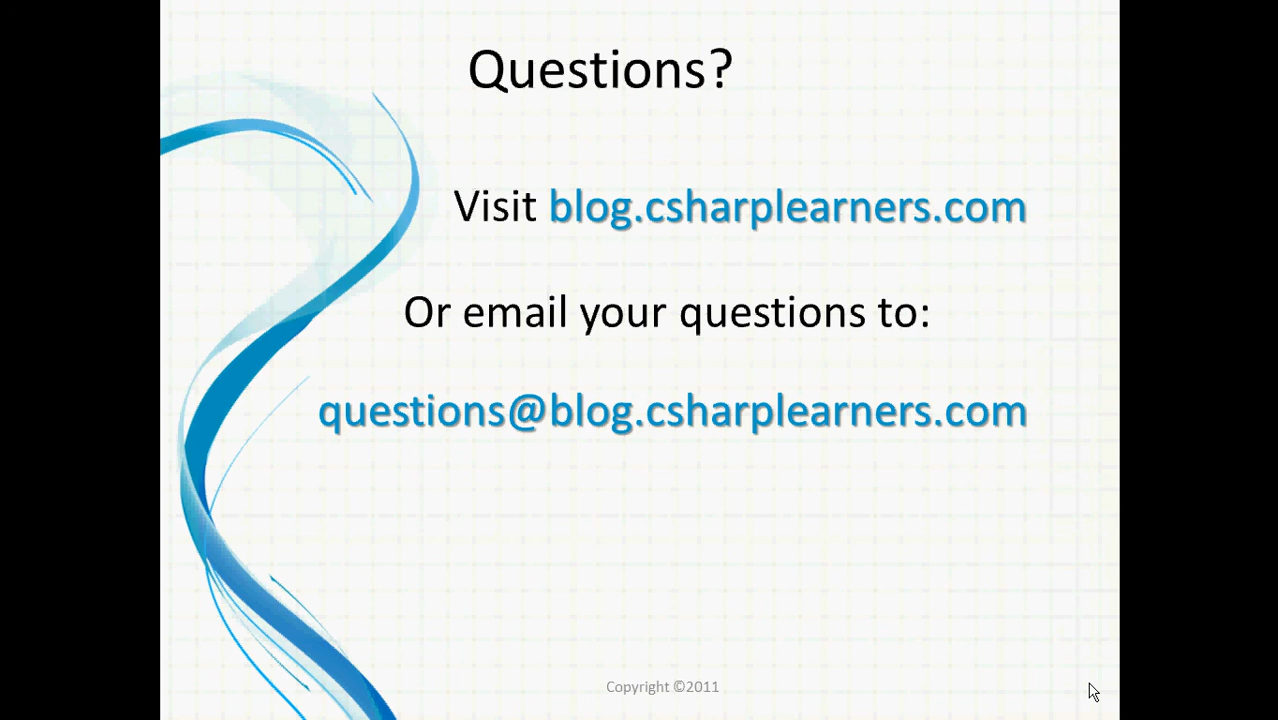 Questions?
Visit blog.csharplearners.com
Or email your questions to:
questions@blog.csharplearners.com
Copyright ©2011